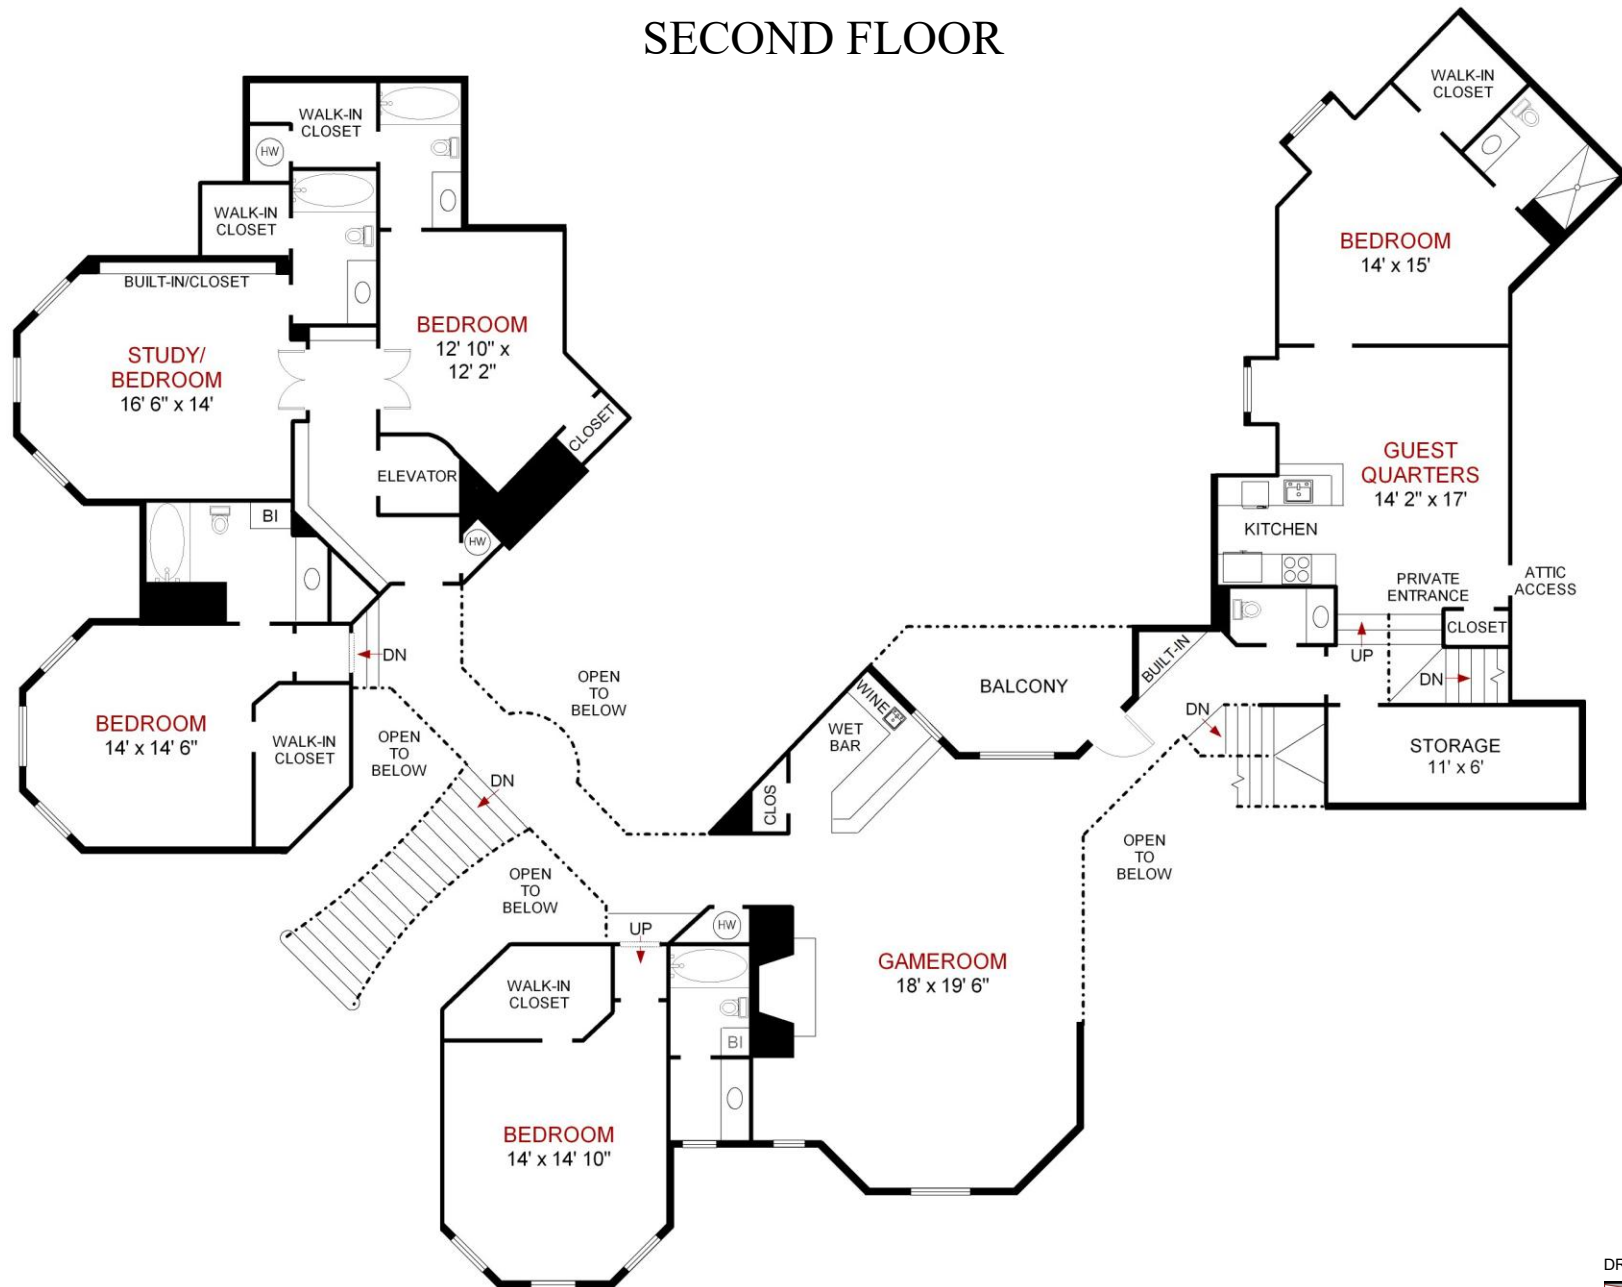 SECOND FLOOR
WALK-IN
CLOSET
HW
WALK-IN
CLOSET
BUILT-IN/CLOSET
STUDY/
BEDROOM
16' 6" x 14'
BEDROOM
12' 10" x
12' 2"
CLOSET
ELEVATOR
HW
BI
DN
BEDROOM
14' x 14' 6"
WALK-IN
CLOSET
OPEN
TO
BELOW
DN
OPEN
TO
BELOW
OPEN
TO
BELOW
UP
HW
WALK-IN
CLOSET
BI
BEDROOM
14' x 14' 10"
CLOS
WET
BAR
WINE
BALCONY
BUILT-IN
GAMEROOM
18' x 19' 6"
OPEN
TO
BELOW
DN
STORAGE
11' x 6'
UP
DN
CLOSET
PRIVATE
ENTRANCE
ATTIC
ACCESS
KITCHEN
GUEST
QUARTERS
14' 2" x 17'
BEDROOM
14' x 15'
WALK-IN
CLOSET